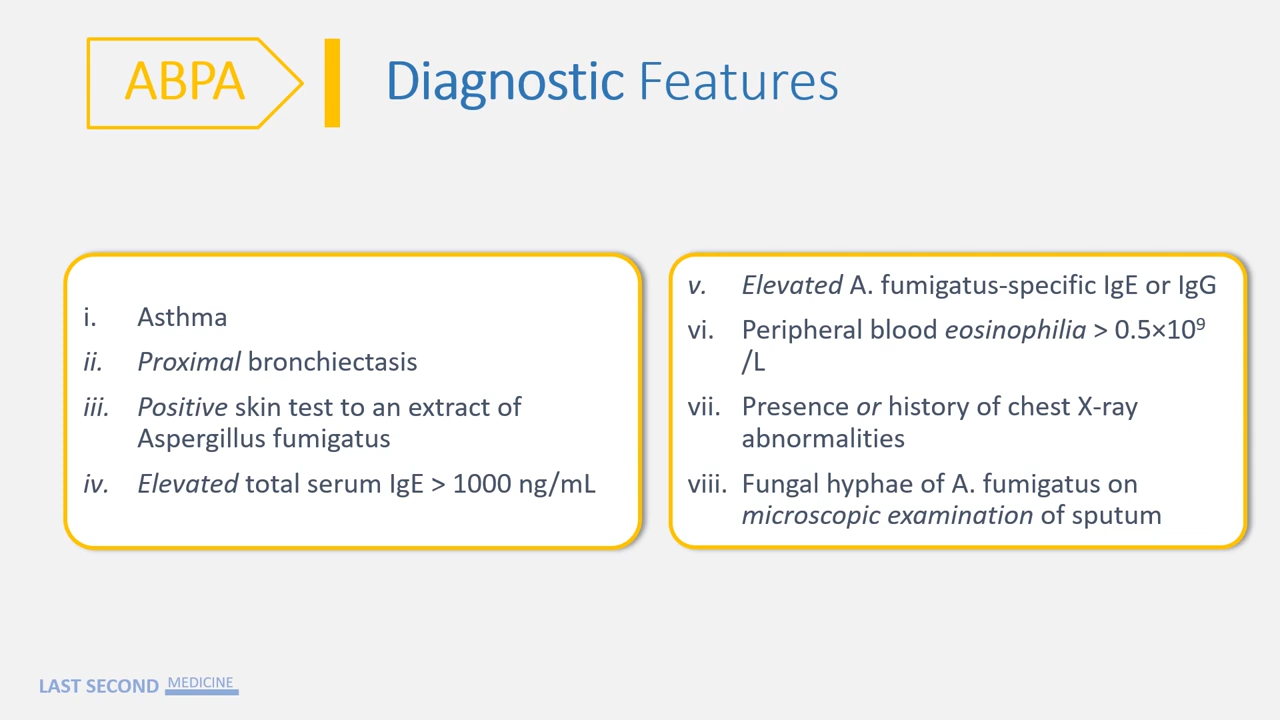 ABPA
Diagnostic Features
i. Asthma
ii. Proximal bronchiectasis
iii. Positive skin test to an extract of
Aspergillus fumigatus
iv. Elevated total serum IgE > 1000 ng/mL
v. Elevated A. fumigatus-specific IgE or IgG
vi. Peripheral blood eosinophilia > 0.5×10⁹
/L
vii. Presence or history of chest X-ray
abnormalities
viii. Fungal hyphae of A. fumigatus on
microscopic examination of sputum
LAST SECOND MEDICINE